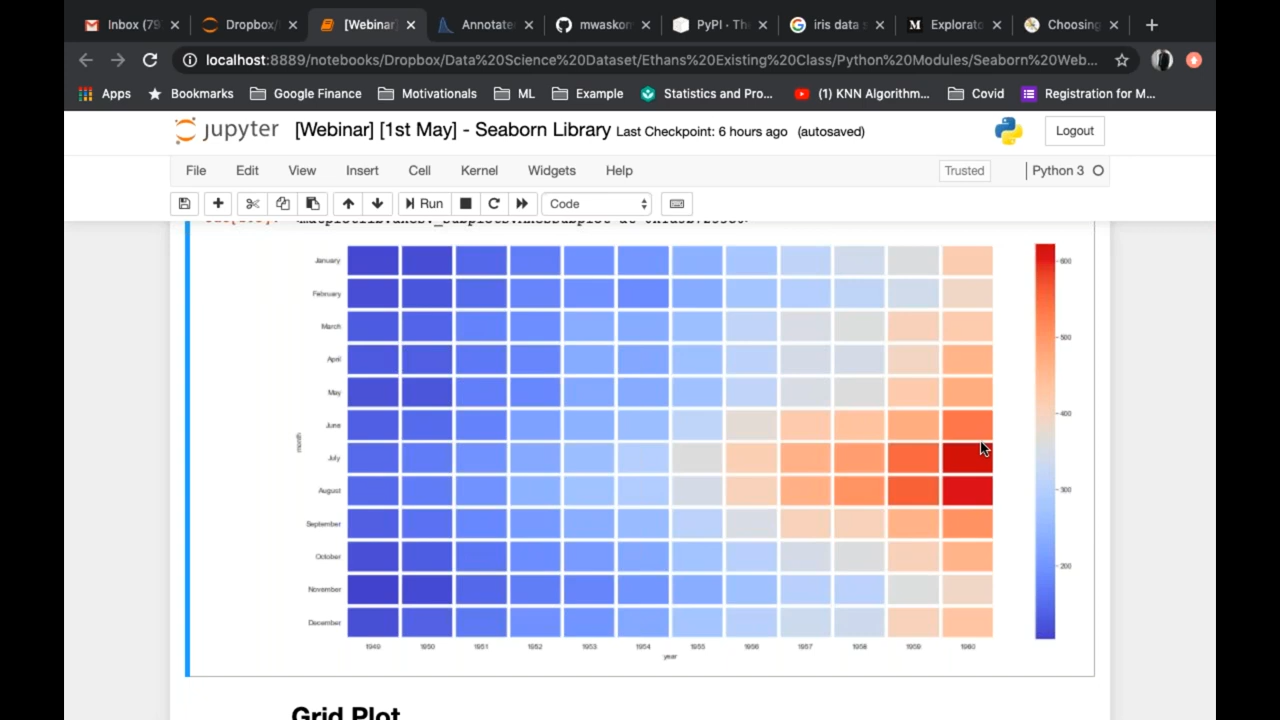 Inbox (79 Dropbox/ [Webinar] Annotate mwaskom PyPI - Th iris data s Explorato Choosing
localhost:8889/notebooks/Dropbox/Data%20Science%20Dataset/Ethans%20Existing%20Class/Python%20Modules/Seaborn%20Web...
Apps Bookmarks Google Finance Motivationals ML Example Statistics and Pro... (1) KNN Algorithm... Covid Registration for M...
jupyter [Webinar] [1st May] - Seaborn Library Last Checkpoint: 6 hours ago (autosaved) Logout
File Edit View Insert Cell Kernel Widgets Help Trusted Python 3
Run Code
January
February
March
April
May
June
July
August
September
October
November
December
month
1949 1950 1951 1952 1953 1954 1955 1956 1957 1958 1959 1960
year
600
500
400
300
200
Grid Plot